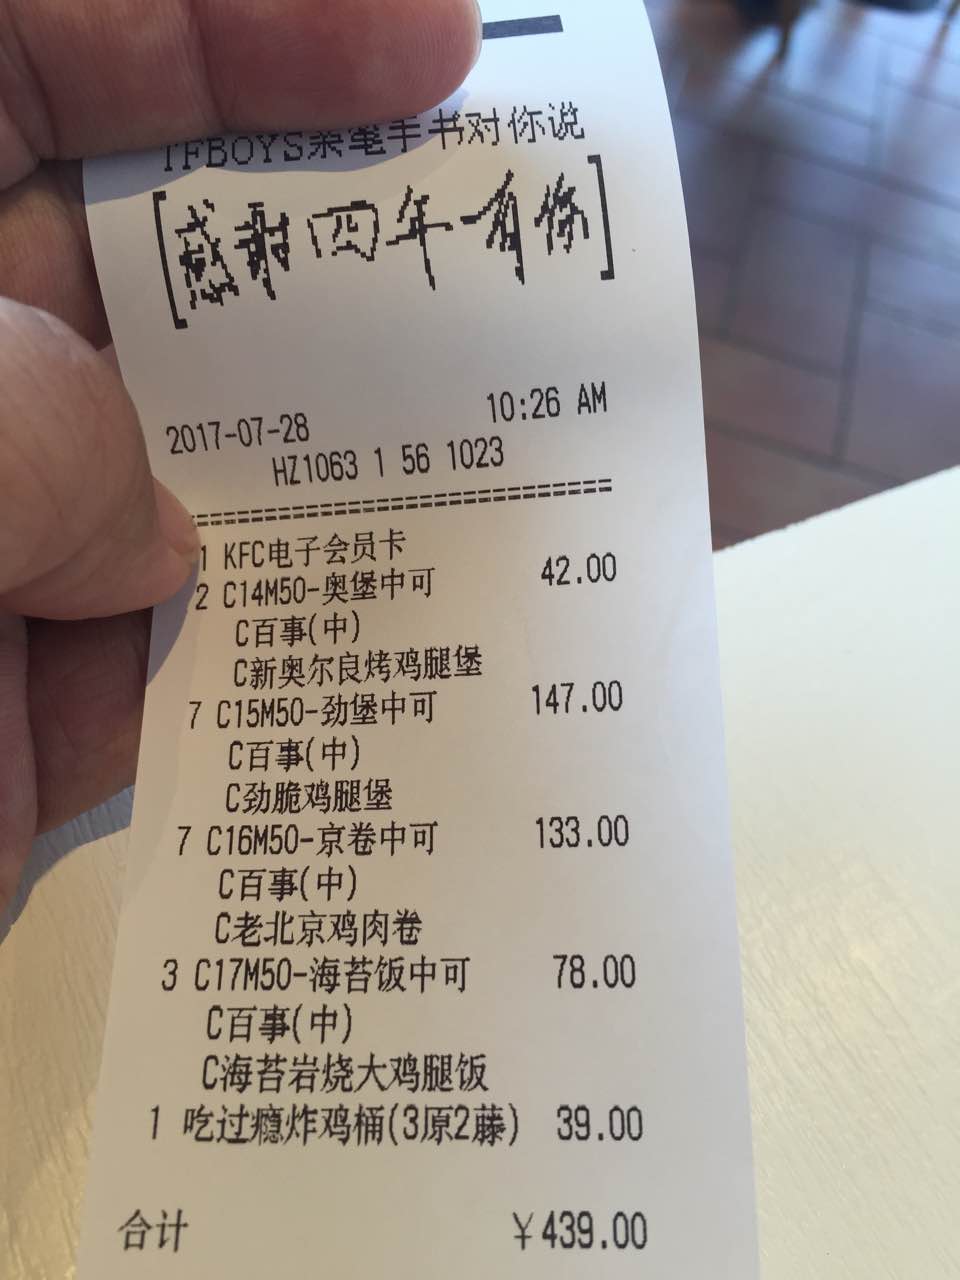 TFBOYS亲笔手书对你说
[感谢四年有你]
2017-07-28 10:26 AM
HZ1063 1 56 1023
1 KFC电子会员卡
2 C14M50-奥堡中可 42.00
C百事(中)
C新奥尔良烤鸡腿堡
7 C15M50-劲堡中可 147.00
C百事(中)
C劲脆鸡腿堡
7 C16M50-京卷中可 133.00
C百事(中)
C老北京鸡肉卷
3 C17M50-海苔饭中可 78.00
C百事(中)
C海苔岩烧大鸡腿饭
1 吃过瘾炸鸡桶(3原2藤) 39.00
合计 ¥439.00